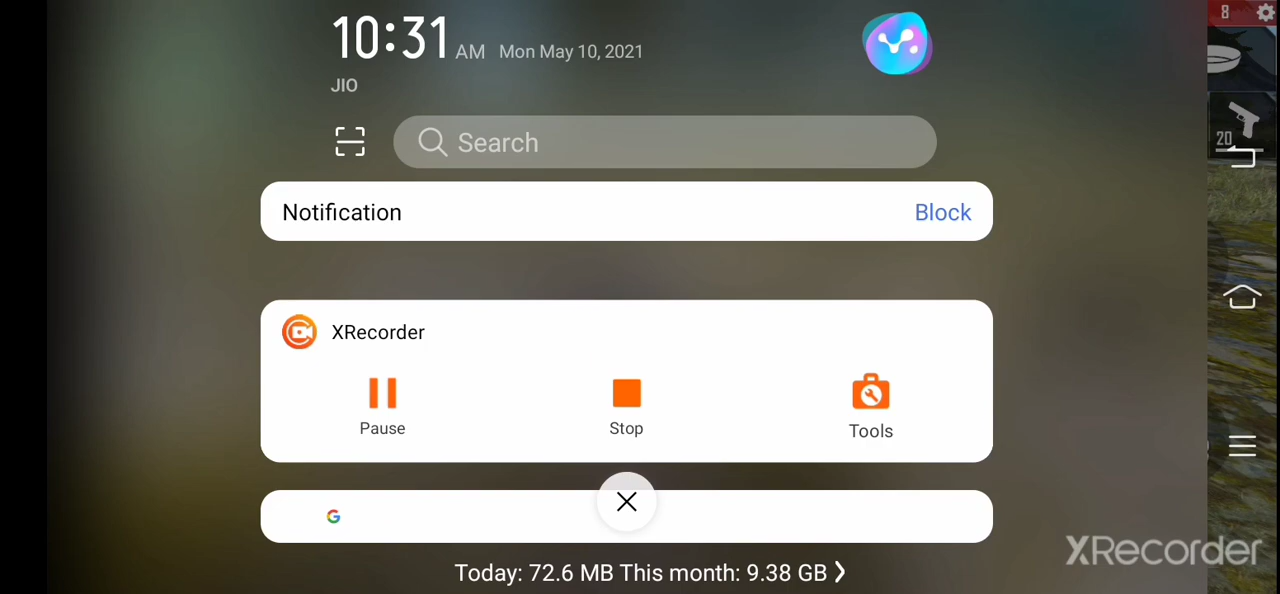 10:31 AM Mon May 10, 2021
8
JIO
Search
20
Notification Block
XRecorder
Pause Stop Tools
G
Today: 72.6 MB This month: 9.38 GB
XRecorder